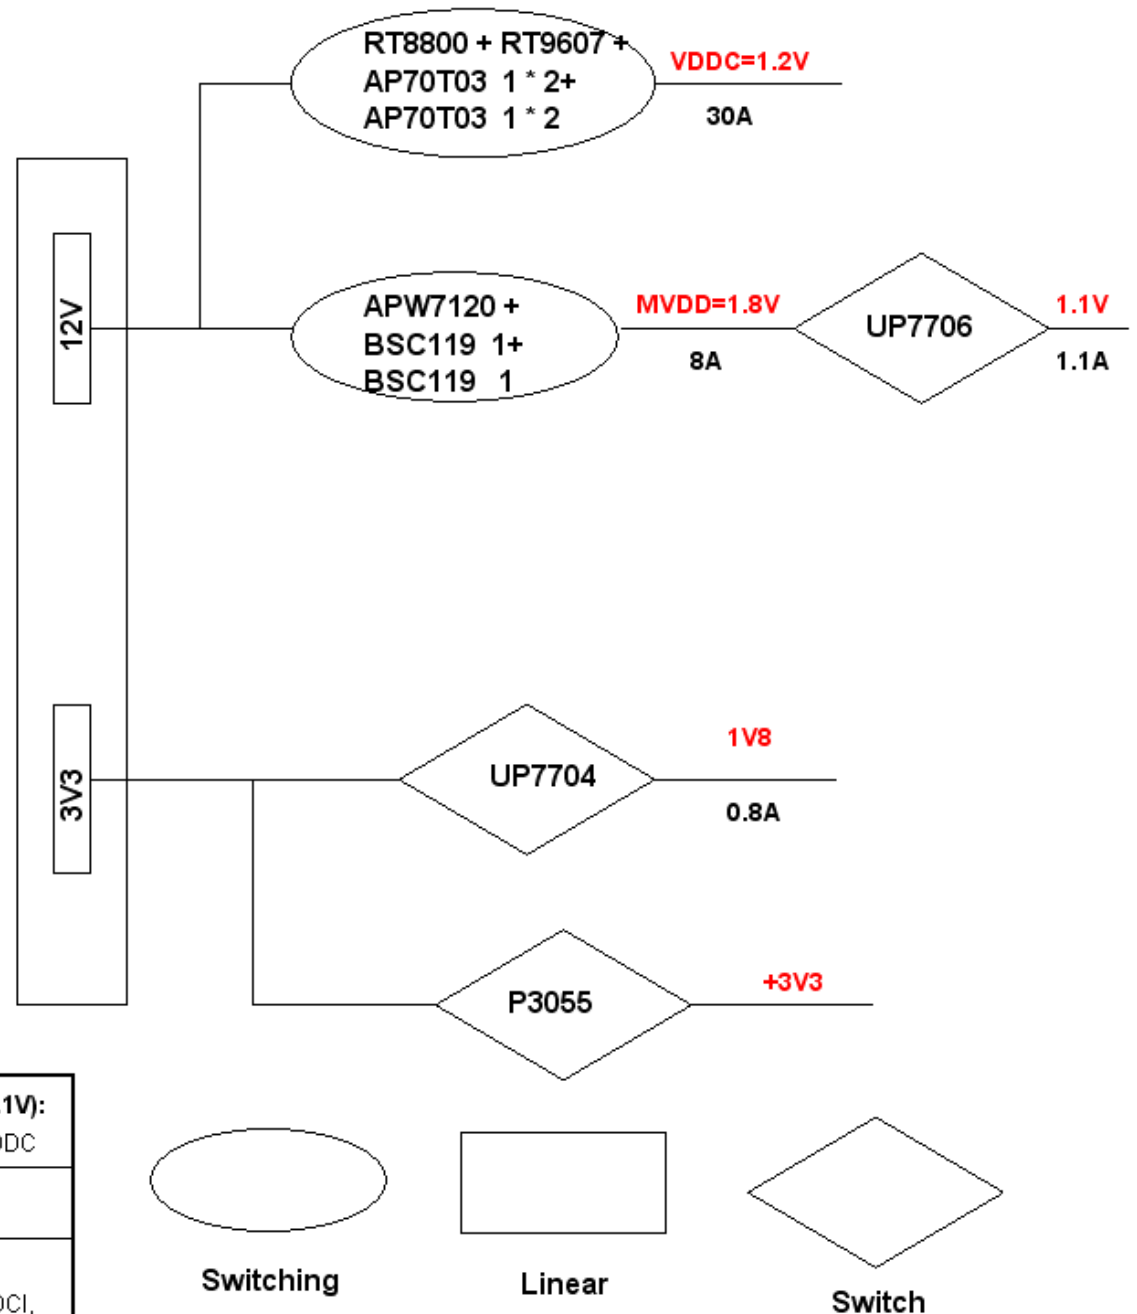 RT8800 + RT9607 +
AP70T03 1 * 2+
AP70T03 1 * 2
VDDC=1.2V
30A
12V
APW7120 +
BSC119 1+
BSC119 1
MVDD=1.8V
8A
UP7706
1.1V
1.1A
3V3
UP7704
1V8
0.8A
P3055
+3V3
1V):
DDC
DCI,
Switching
Linear
Switch